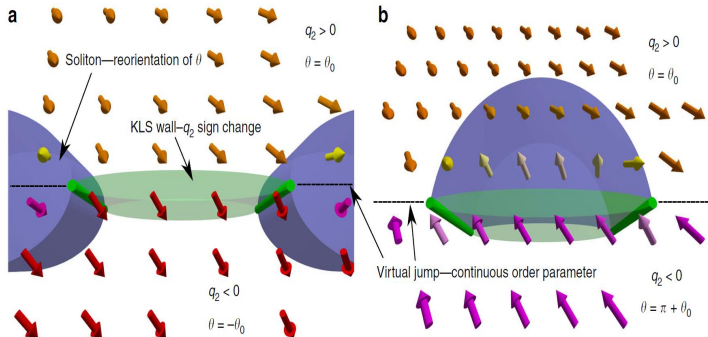 a
q₂ > 0
Soliton—reorientation of θ
θ = θ₀
KLS wall–q₂ sign change
q₂ < 0
θ = −θ₀
b
q₂ > 0
θ = θ₀
Virtual jump—continuous order parameter
q₂ < 0
θ = π + θ₀